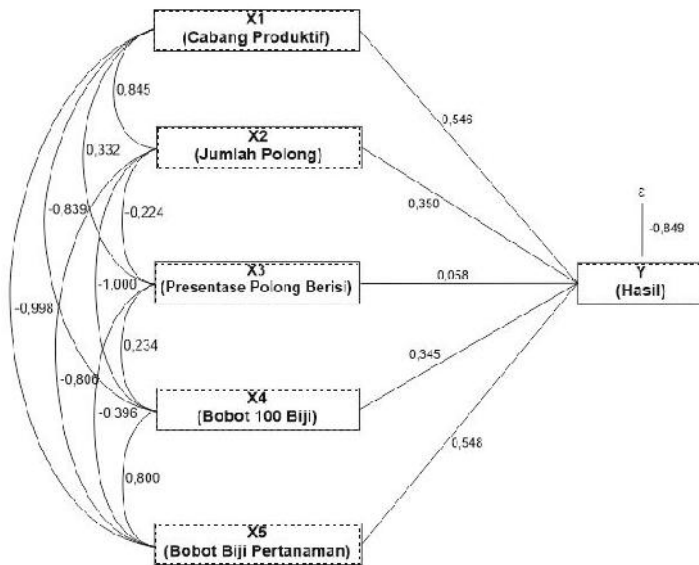 X1
(Cabang Produktif)
0,845
0,546
X2
(Jumlah Polong)
0,332
0,350
ε
-0,849
-0,839
-0,224
X3
(Presentase Polong Berisi)
0,058
Y
(Hasil)
-1,000
-0,998
0,234
0,345
-0,806
-0,396
X4
(Bobot 100 Biji)
0,548
0,800
X5
(Bobot Biji Pertanaman)